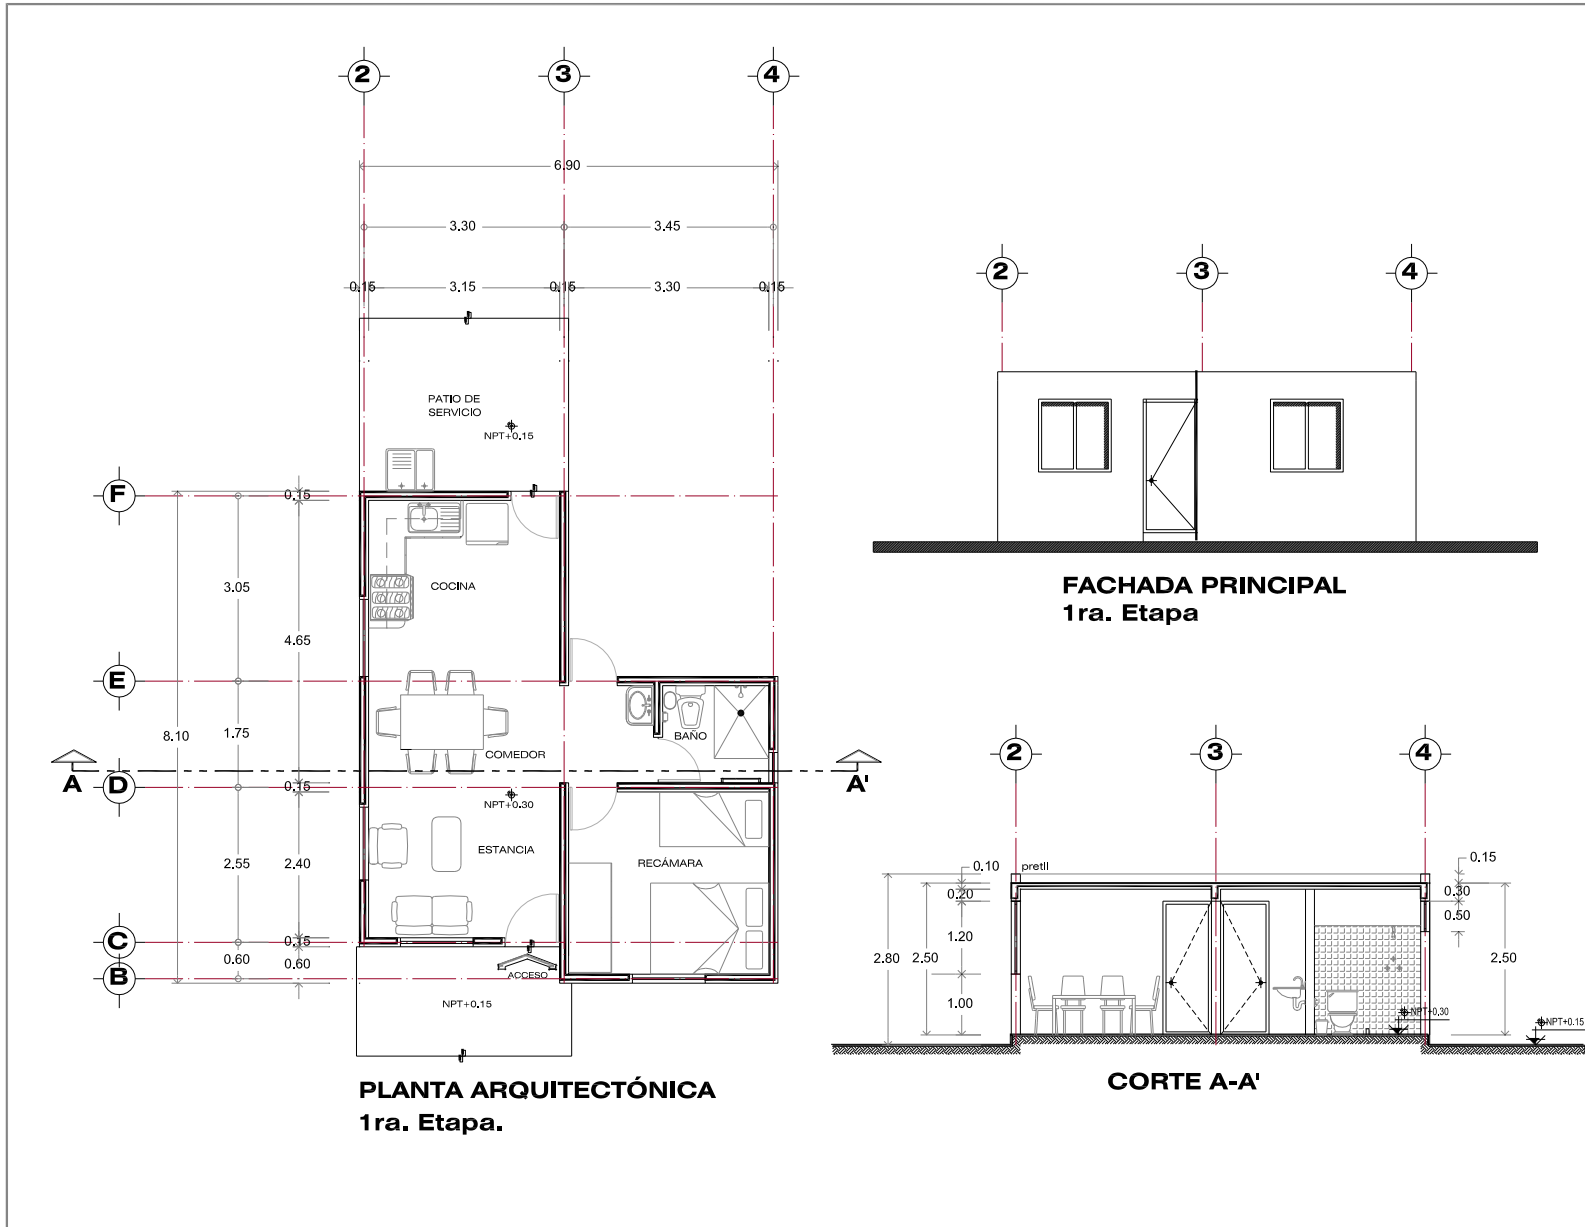 2 3 4
6.90
3.30 3.45
0.15 3.15 0.15 3.30 0.15
PATIO DE
SERVICIO
NPT+0.15
F
0.15
3.05
COCINA
4.65
E
8.10
1.75
BAÑO
COMEDOR
A A'
D
0.15
NPT+0.30
2.55
2.40
ESTANCIA
RECÁMARA
C
0.15
0.60
0.60
B
ACCESO
NPT+0.15
PLANTA ARQUITECTÓNICA
1ra. Etapa.
2 3 4
FACHADA PRINCIPAL
1ra. Etapa
2 3 4
0.10 pretil 0.15
0.20 0.30
0.50
1.20
2.80 2.50 2.50
1.00
NPT+0,30
NPT+0.15
CORTE A-A'